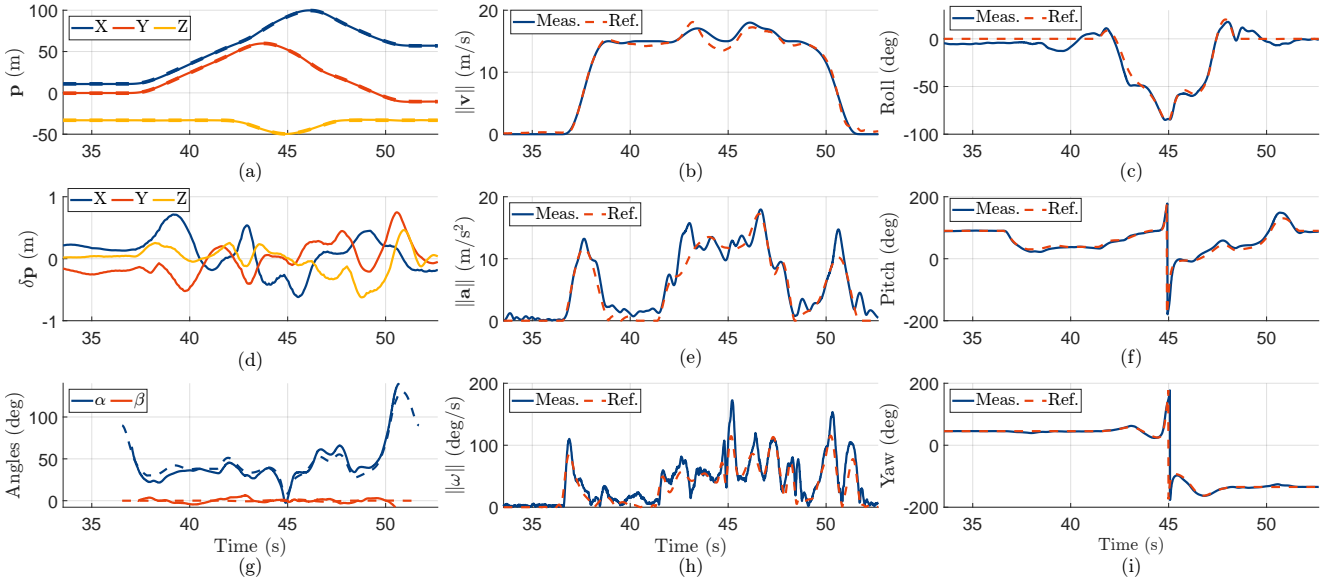 100
50
0
-50
p (m)
X Y Z
35 40 45 50
(a)
20
10
0
||v|| (m/s)
Meas. Ref.
35 40 45 50
(b)
0
-50
-100
Roll (deg)
Meas. Ref.
35 40 45 50
(c)
1
0
-1
δp (m)
X Y Z
35 40 45 50
(d)
20
10
0
||a|| (m/s²)
Meas. Ref.
35 40 45 50
(e)
200
0
-200
Pitch (deg)
Meas. Ref.
35 40 45 50
(f)
100
50
0
Angles (deg)
α β
35 40 45 50
Time (s)
(g)
200
100
0
||ω|| (deg/s)
Meas. Ref.
35 40 45 50
Time (s)
(h)
200
0
-200
Yaw (deg)
Meas. Ref.
35 40 45 50
Time (s)
(i)